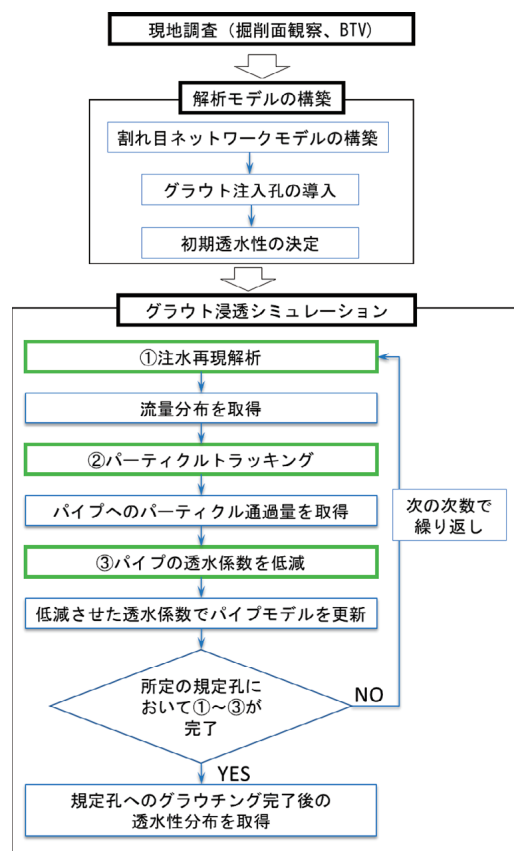 現地調査（掘削面観察、BTV)
解析モデルの構築
割れ目ネットワークモデルの構築
グラウト注入孔の導入
初期透水性の決定
グラウト浸透シミュレーション
①注水再現解析
流量分布を取得
②パーティクルトラッキング
パイプへのパーティクル通過量を取得
③パイプの透水係数を低減
低減させた透水係数でパイプモデルを更新
所定の規定孔に
おいて①～③が
完了
NO
次の次数で
繰り返し
YES
規定孔へのグラウチング完了後の
透水性分布を取得